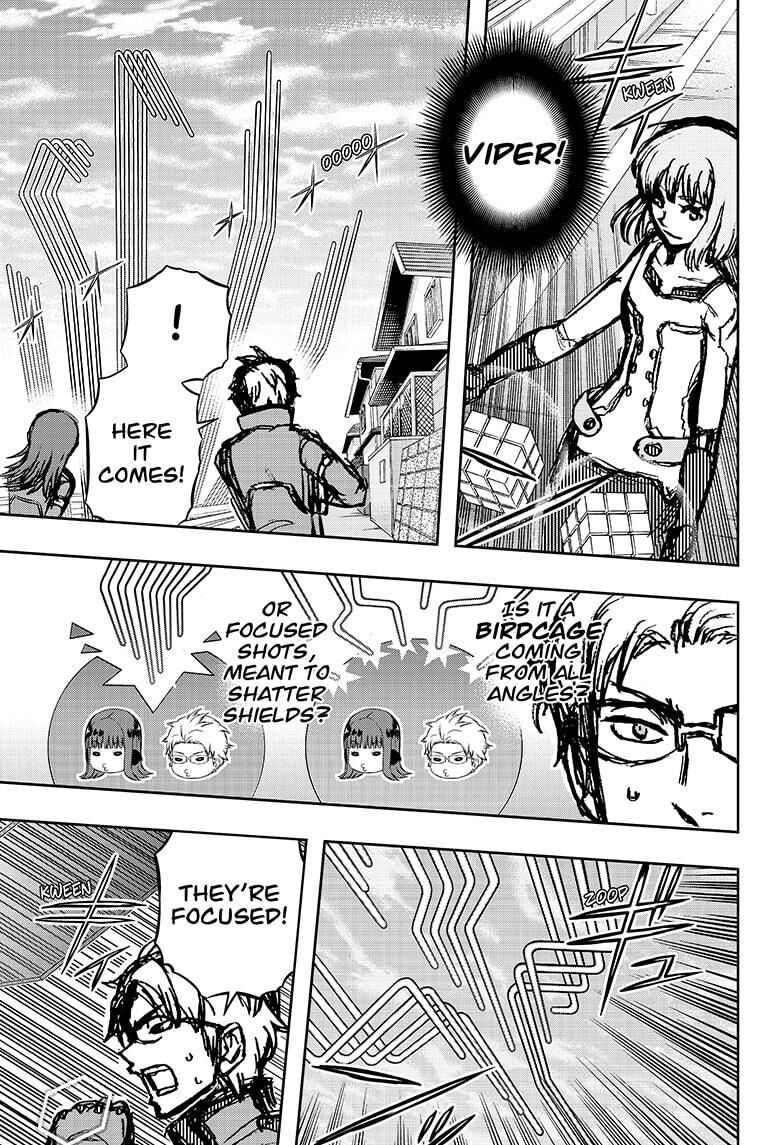 KWEEN
VIPER!
OOOOO
!
HERE
IT
COMES!
IS IT A
BIRDCAGE
COMING
FROM ALL
ANGLES?
OR
FOCUSED
SHOTS,
MEANT TO
SHATTER
SHIELDS?
ZOOP
THEY'RE
FOCUSED!
KWEEN